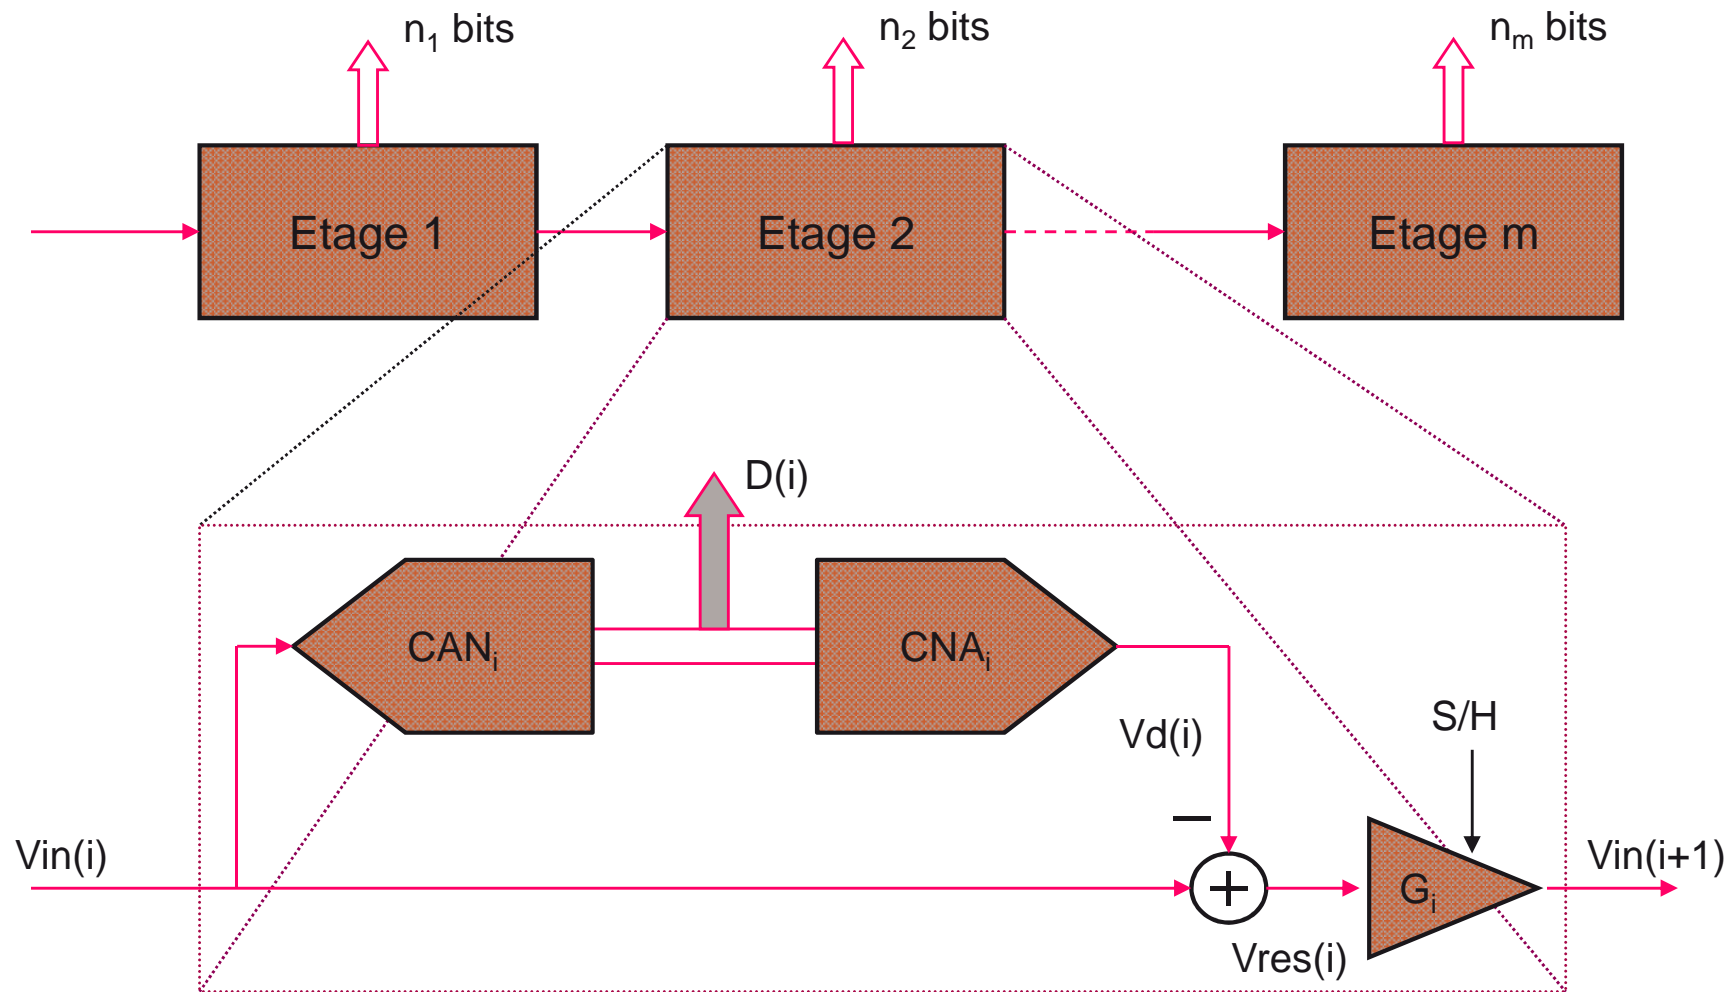 n₁ bits
n₂ bits
nₘ bits
Etage 1
Etage 2
Etage m
D(i)
CANᵢ
CNAᵢ
S/H
Vd(i)
−
Vin(i)
+
Gᵢ
Vin(i+1)
Vres(i)